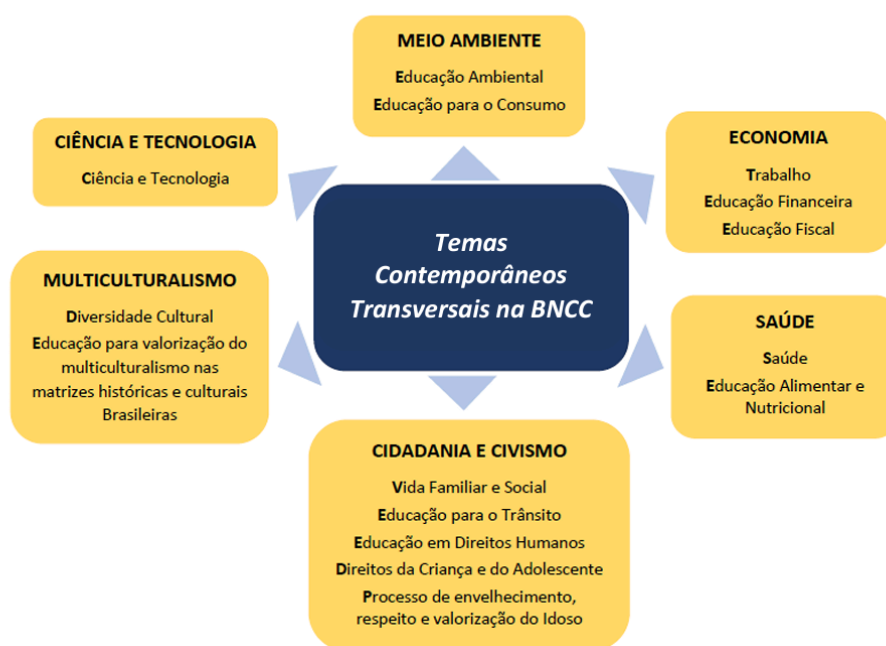 MEIO AMBIENTE
Educação Ambiental
Educação para o Consumo
CIÊNCIA E TECNOLOGIA
Ciência e Tecnologia
ECONOMIA
Trabalho
Educação Financeira
Educação Fiscal
Temas
Contemporâneos
Transversais na BNCC
MULTICULTURALISMO
Diversidade Cultural
Educação para valorização do
multiculturalismo nas
matrizes históricas e culturais
Brasileiras
SAÚDE
Saúde
Educação Alimentar e
Nutricional
CIDADANIA E CIVISMO
Vida Familiar e Social
Educação para o Trânsito
Educação em Direitos Humanos
Direitos da Criança e do Adolescente
Processo de envelhecimento,
respeito e valorização do Idoso